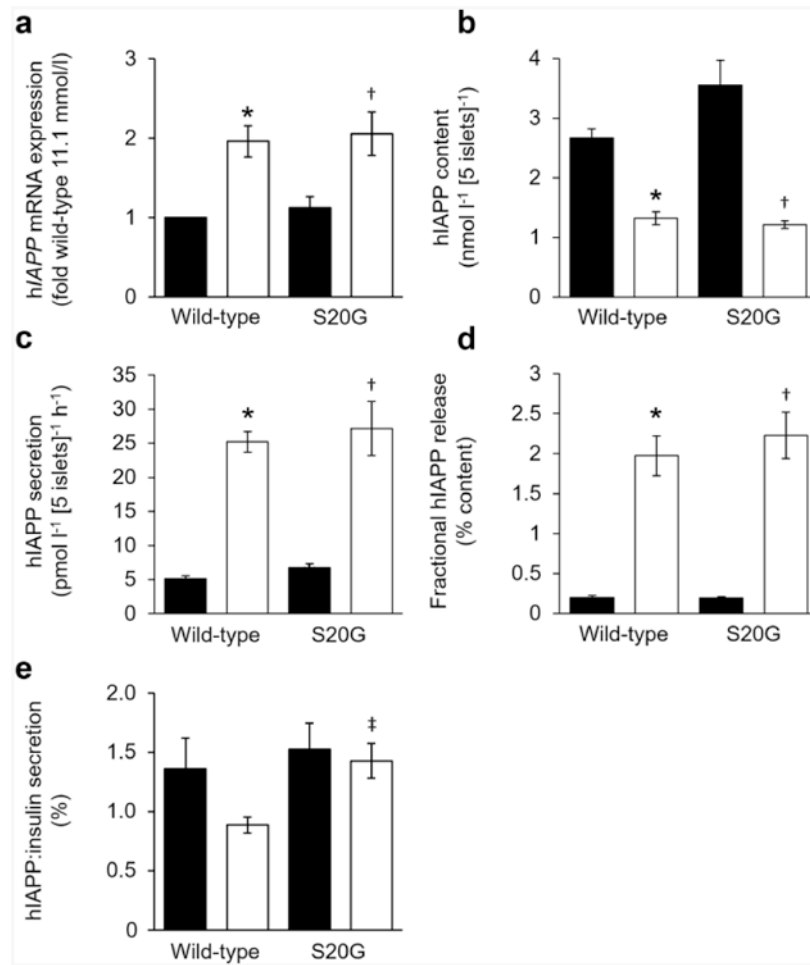 a
hIAPP mRNA expression
(fold wild-type 11.1 mmol/l)
3
2
1
0
*
†
Wild-type
S20G
b
hIAPP content
(nmol l⁻¹ [5 islets]⁻¹)
4
3
2
1
0
*
†
Wild-type
S20G
c
hIAPP secretion
(pmol l⁻¹ [5 islets]⁻¹ h⁻¹)
35
30
25
20
15
10
5
0
*
†
Wild-type
S20G
d
Fractional hIAPP release
(% content)
3
2.5
2
1.5
1
0.5
0
*
†
Wild-type
S20G
e
hIAPP:insulin secretion
(%)
2.0
1.5
1.0
0.5
0
‡
Wild-type
S20G